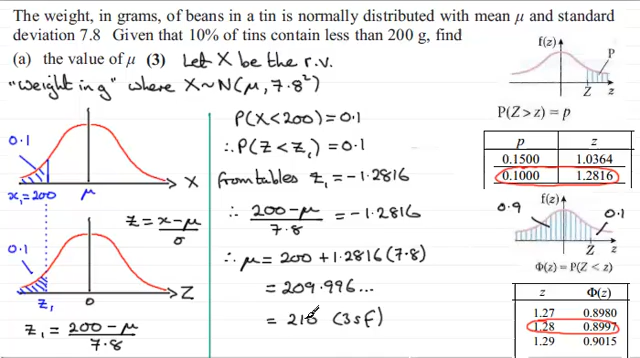 The weight, in grams, of beans in a tin is normally distributed with mean μ and standard
deviation 7.8 Given that 10% of tins contain less than 200 g, find
(a) the value of μ (3) Let X be the r.v.
"weight in g" where X~N(μ, 7.8²)
0.1
x₁=200 μ X
0.1
z = x-μ/σ
z₁ 0 Z
z₁ = 200-μ/7.8
P(X<200)=0.1
∴P(Z<z₁)=0.1
from tables z₁=-1.2816
∴ 200-μ/7.8 = -1.2816
∴ μ = 200+1.2816(7.8)
= 209.996...
= 210 (3sf)
f(z)
P
Z z
P(Z>z) = p
p z
0.1500 1.0364
0.1000 1.2816
0.9 f(z) 0.1
Z z
Φ(z) = P(Z < z)
z Φ(z)
1.27 0.8980
1.28 0.8997
1.29 0.9015